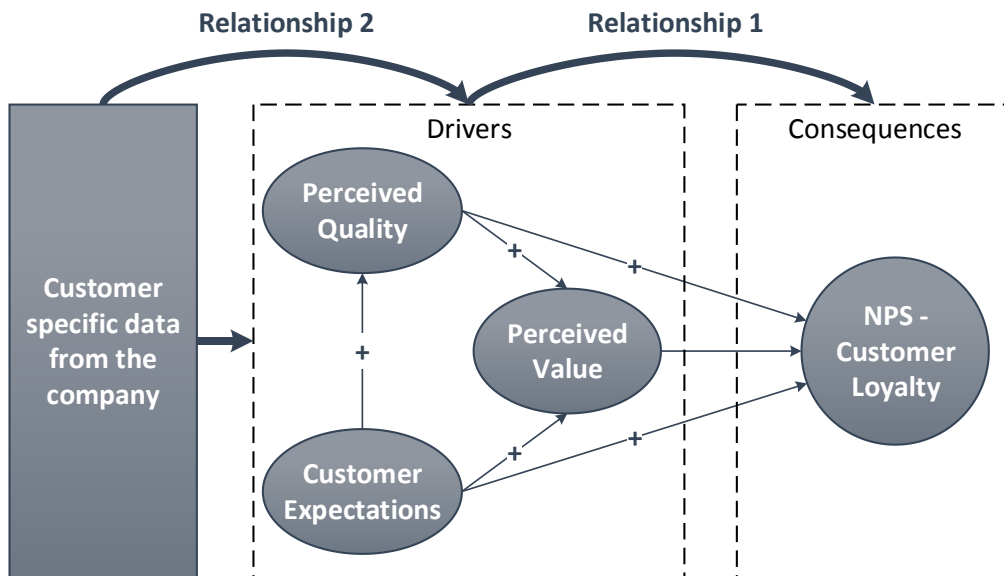 Relationship 2
Relationship 1
Drivers
Consequences
Perceived
Quality
+
+
Customer
specific data
from the
company
+
Perceived
Value
NPS -
Customer
Loyalty
+
+
Customer
Expectations